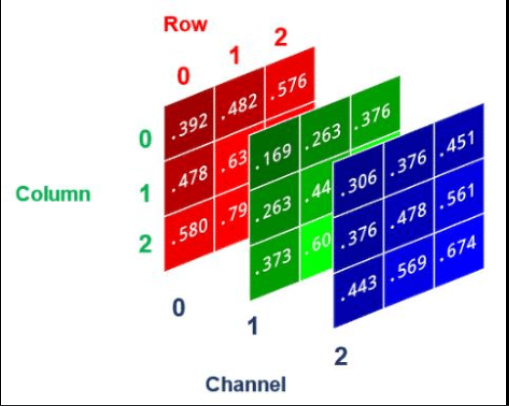 Row
0 1 2
.392 .482 .576
.478 .63
.580 .79
0
1
2
Column
.169 .263 .376
.263 .44
.373 .60
.306 .376 .451
.376 .478 .561
.443 .569 .674
0
1
2
Channel